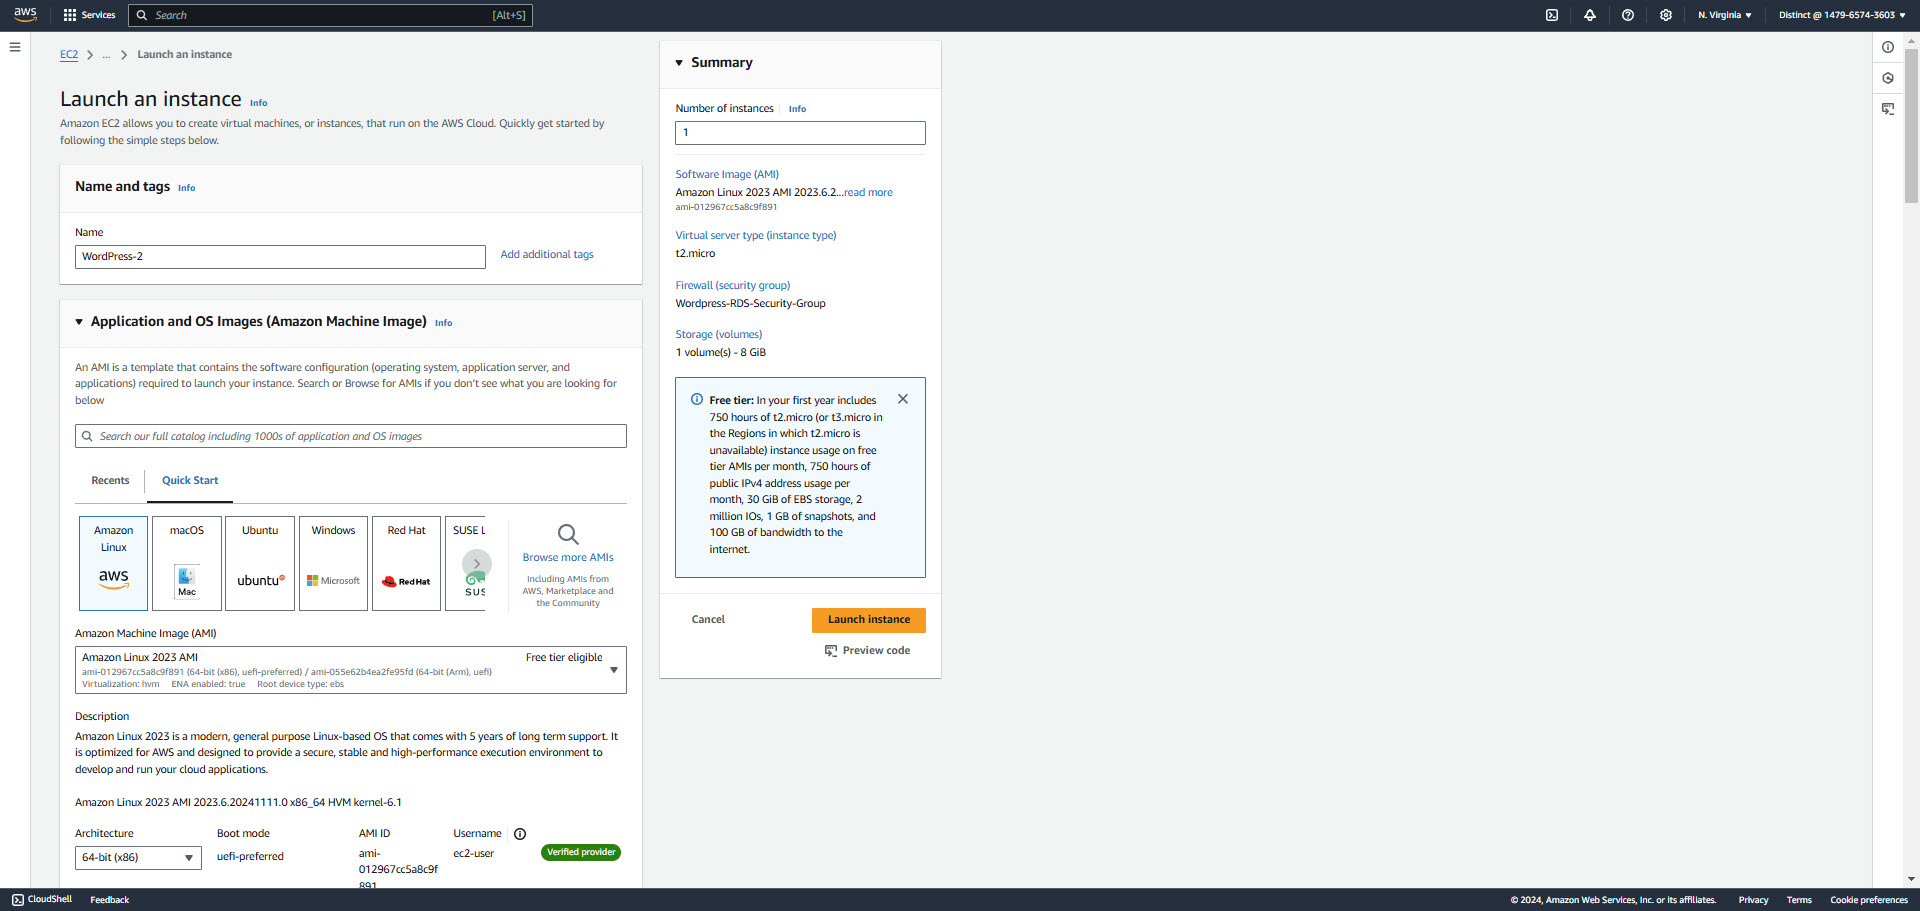 aws
Services
Search
[Alt+S]
N. Virginia ▼
Distinct @ 1479-6574-3603 ▼
EC2 > ... > Launch an instance
Launch an instance Info
Amazon EC2 allows you to create virtual machines, or instances, that run on the AWS Cloud. Quickly get started by
following the simple steps below.
Name and tags Info
Name
WordPress-2
Add additional tags
▼ Application and OS Images (Amazon Machine Image) Info
An AMI is a template that contains the software configuration (operating system, application server, and
applications) required to launch your instance. Search or Browse for AMIs if you don't see what you are looking for
below
Search our full catalog including 1000s of application and OS images
Recents
Quick Start
Amazon
Linux
aws
macOS
Mac
Ubuntu
ubuntu
Windows
Microsoft
Red Hat
Red Hat
SUSE L
SUS
Browse more AMIs
Including AMIs from
AWS, Marketplace and
the Community
Amazon Machine Image (AMI)
Amazon Linux 2023 AMI
Free tier eligible
ami-012967cc5a8c9f891 (64-bit (x86), uefi-preferred) / ami-055e62b4ea2fe95fd (64-bit (Arm), uefi)
Virtualization: hvm ENA enabled: true Root device type: ebs
Description
Amazon Linux 2023 is a modern, general purpose Linux-based OS that comes with 5 years of long term support. It
is optimized for AWS and designed to provide a secure, stable and high-performance execution environment to
develop and run your cloud applications.
Amazon Linux 2023 AMI 2023.6.20241111.0 x86_64 HVM kernel-6.1
Architecture
64-bit (x86)
Boot mode
uefi-preferred
AMI ID
ami-
012967cc5a8c9f
891
Username
ec2-user
Verified provider
▼ Summary
Number of instances Info
1
Software Image (AMI)
Amazon Linux 2023 AMI 2023.6.2...read more
ami-012967cc5a8c9f891
Virtual server type (instance type)
t2.micro
Firewall (security group)
Wordpress-RDS-Security-Group
Storage (volumes)
1 volume(s) - 8 GiB
Free tier: In your first year includes
750 hours of t2.micro (or t3.micro in
the Regions in which t2.micro is
unavailable) instance usage on free
tier AMIs per month, 750 hours of
public IPv4 address usage per
month, 30 GiB of EBS storage, 2
million IOs, 1 GB of snapshots, and
100 GB of bandwidth to the
internet.
Cancel
Launch instance
Preview code
CloudShell
Feedback
© 2024, Amazon Web Services, Inc. or its affiliates.
Privacy
Terms
Cookie preferences